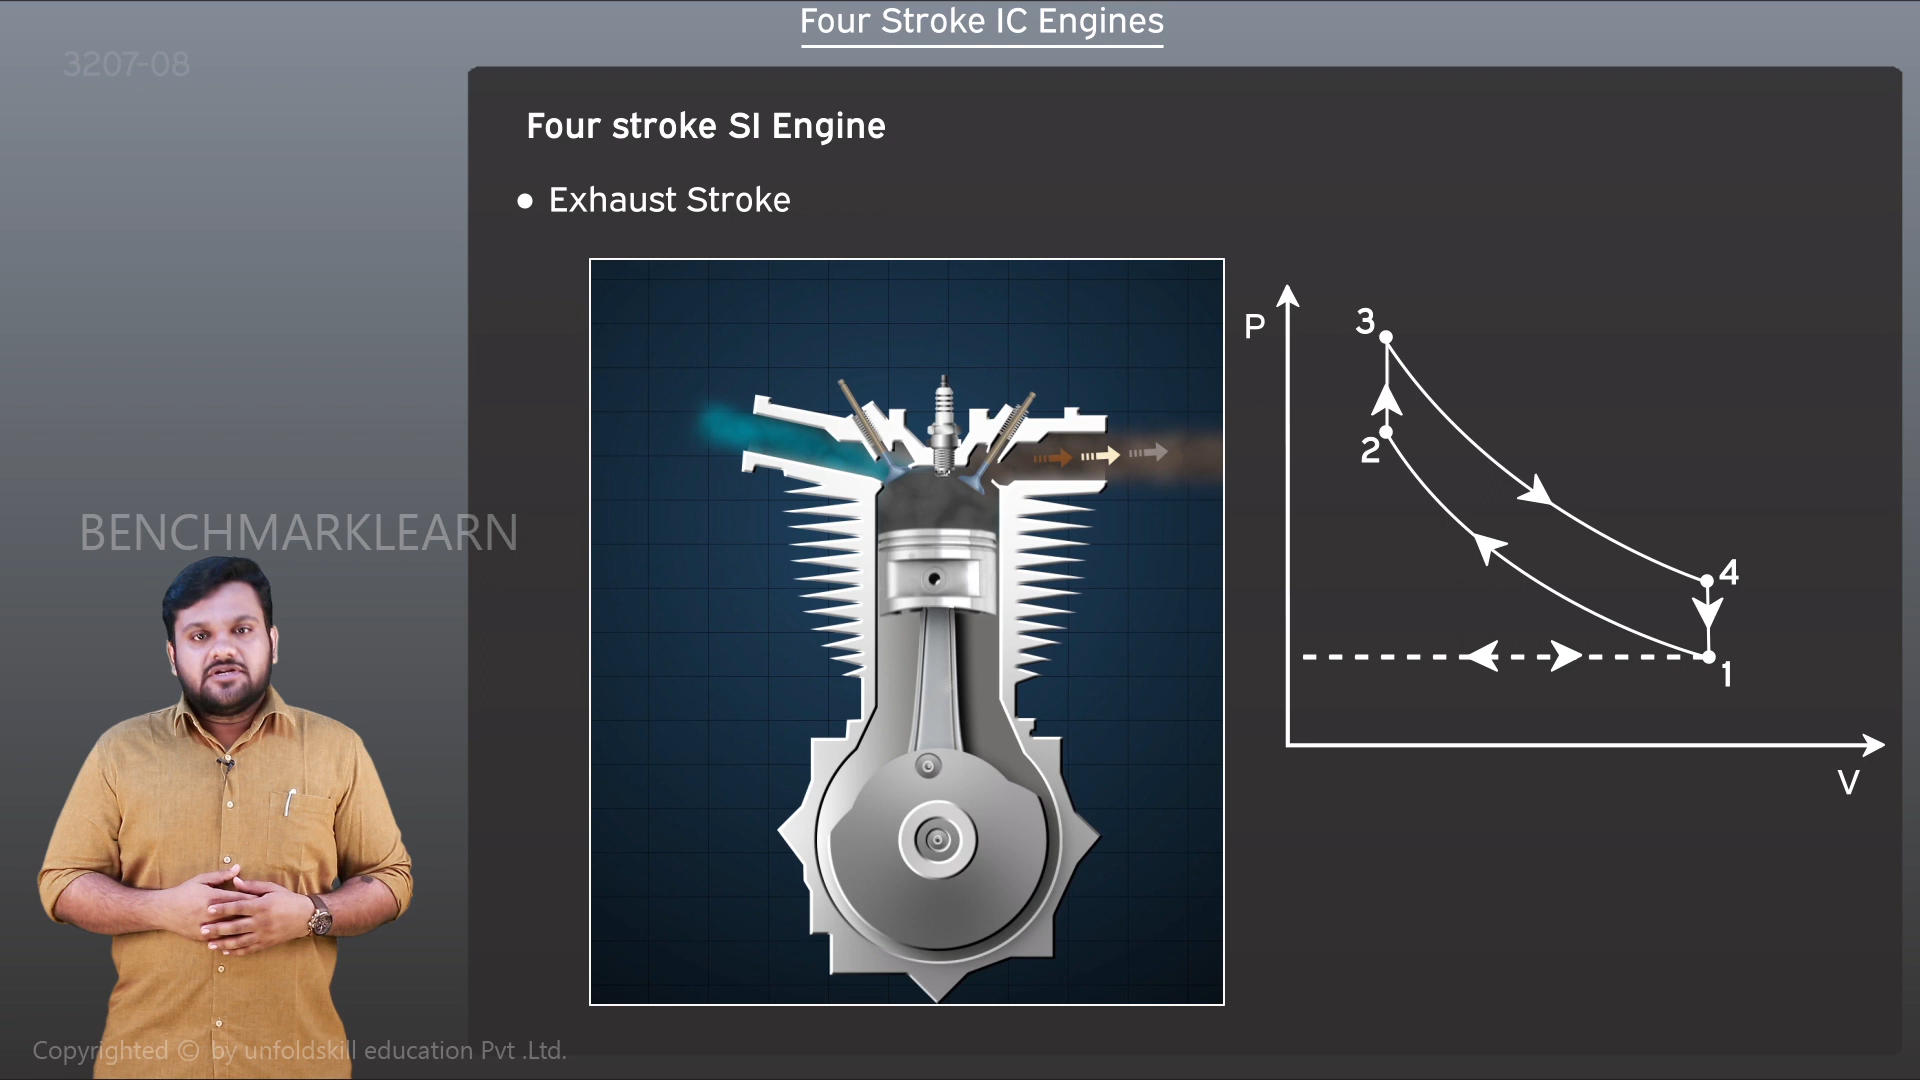 Four Stroke IC Engines
3207-08
Four stroke SI Engine
● Exhaust Stroke
P
3
2
4
1
V
BENCHMARKLEARN
Copyrighted © by unfoldskill education Pvt .Ltd.